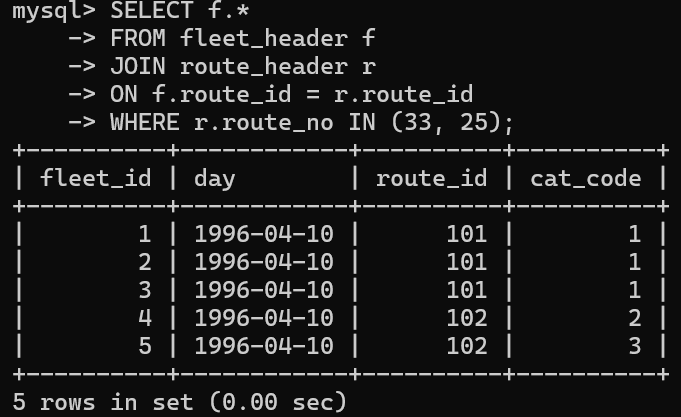 mysql> SELECT f.*
    -> FROM fleet_header f
    -> JOIN route_header r
    -> ON f.route_id = r.route_id
    -> WHERE r.route_no IN (33, 25);
+----------+------------+----------+----------+
| fleet_id | day        | route_id | cat_code |
+----------+------------+----------+----------+
|        1 | 1996-04-10 |      101 |        1 |
|        2 | 1996-04-10 |      101 |        1 |
|        3 | 1996-04-10 |      101 |        1 |
|        4 | 1996-04-10 |      102 |        2 |
|        5 | 1996-04-10 |      102 |        3 |
+----------+------------+----------+----------+
5 rows in set (0.00 sec)